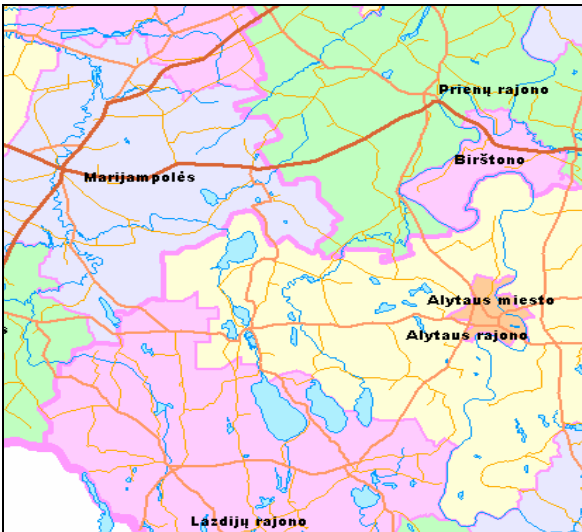 Prienų rajono
Birštono
Marijampolės
Alytaus miesto
s
Alytaus rajono
Lazdijų rajono